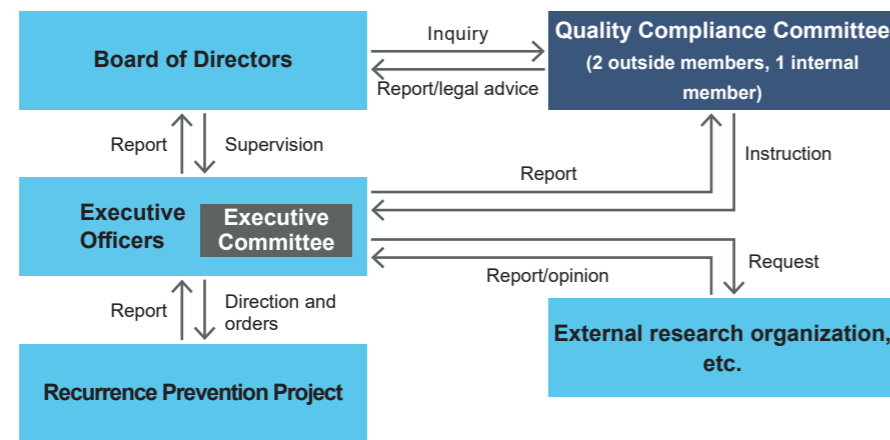 Board of Directors
Inquiry
Report/legal advice
Quality Compliance Committee
(2 outside members, 1 internal
member)
Report
Supervision
Report
Instruction
Executive
Officers
Executive
Committee
Report/opinion
Request
Report
Direction and
orders
External research organization,
etc.
Recurrence Prevention Project